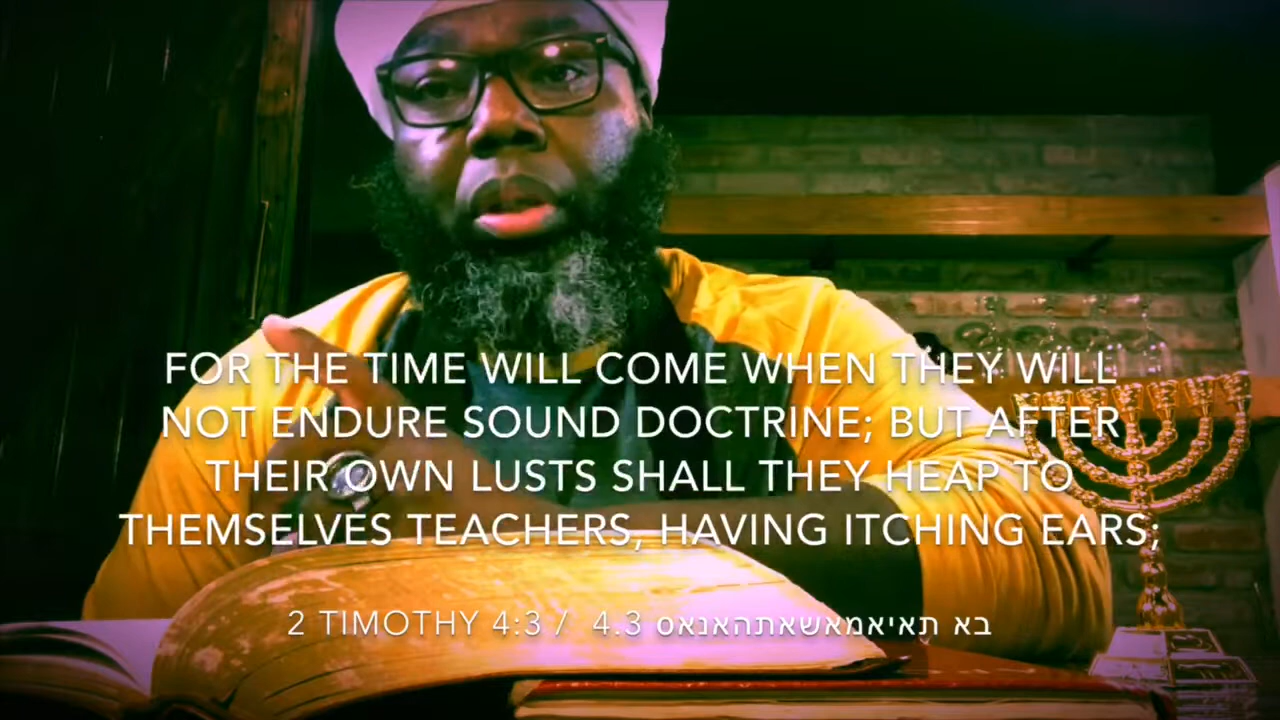 FOR THE TIME WILL COME WHEN THEY WILL
NOT ENDURE SOUND DOCTRINE; BUT AFTER
THEIR OWN LUSTS SHALL THEY HEAP TO
THEMSELVES TEACHERS, HAVING ITCHING EARS;
2 TIMOTHY 4:3 / 4.3 בא תאיאמאשאתהאנאס